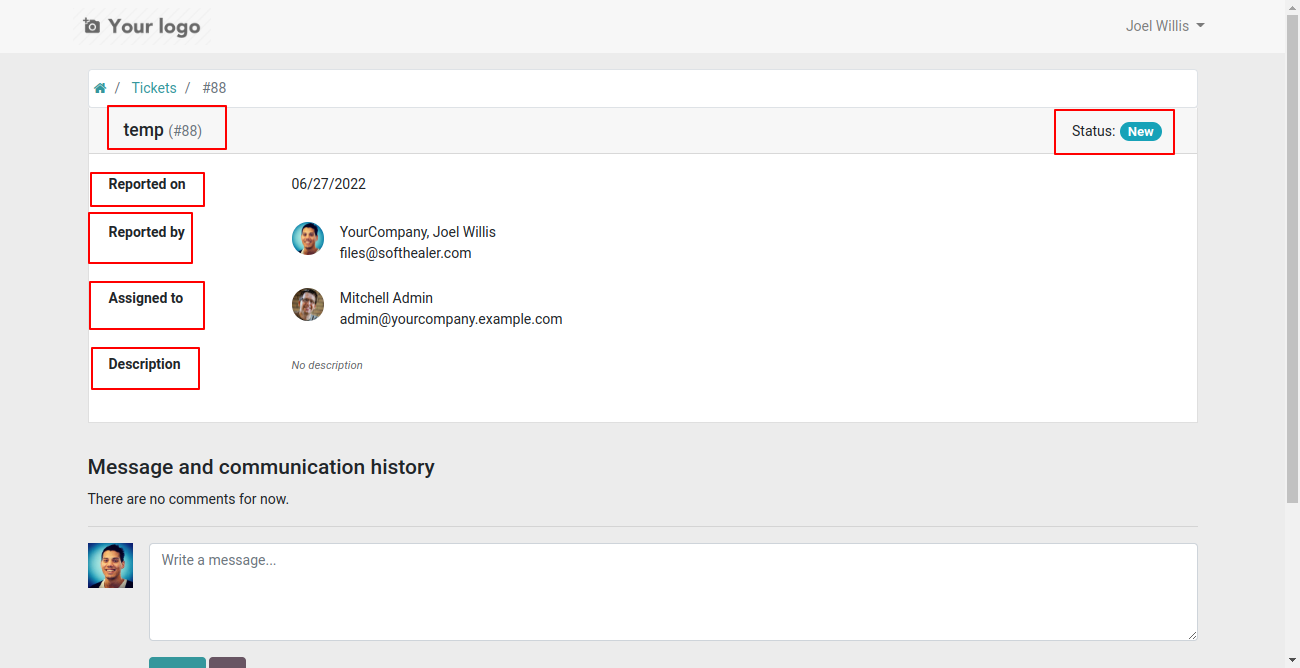 Your logo
Joel Willis
/ Tickets / #88
temp (#88)
Status: New
Reported on 06/27/2022
Reported by YourCompany, Joel Willis
files@softhealer.com
Assigned to Mitchell Admin
admin@yourcompany.example.com
Description No description
Message and communication history
There are no comments for now.
Write a message...